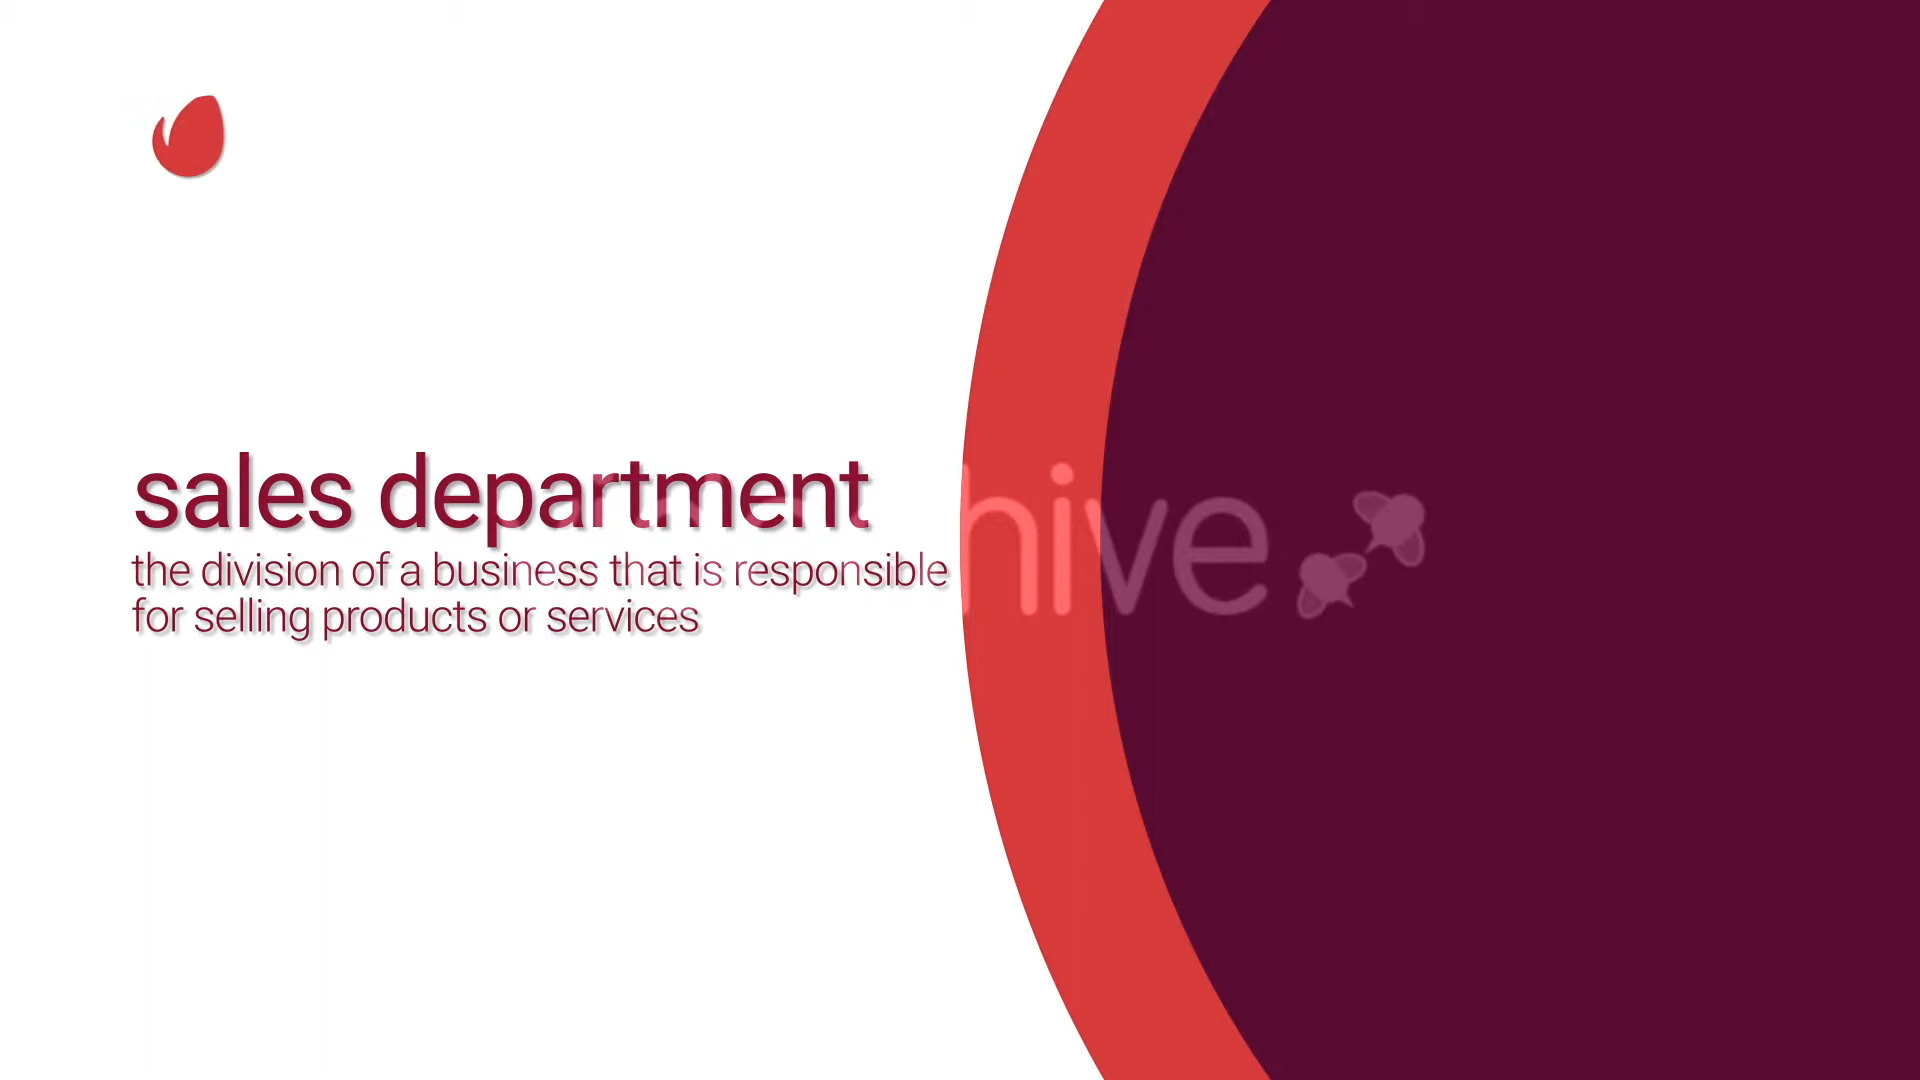 sales department
the division of a business that is responsible
for selling products or services
hive